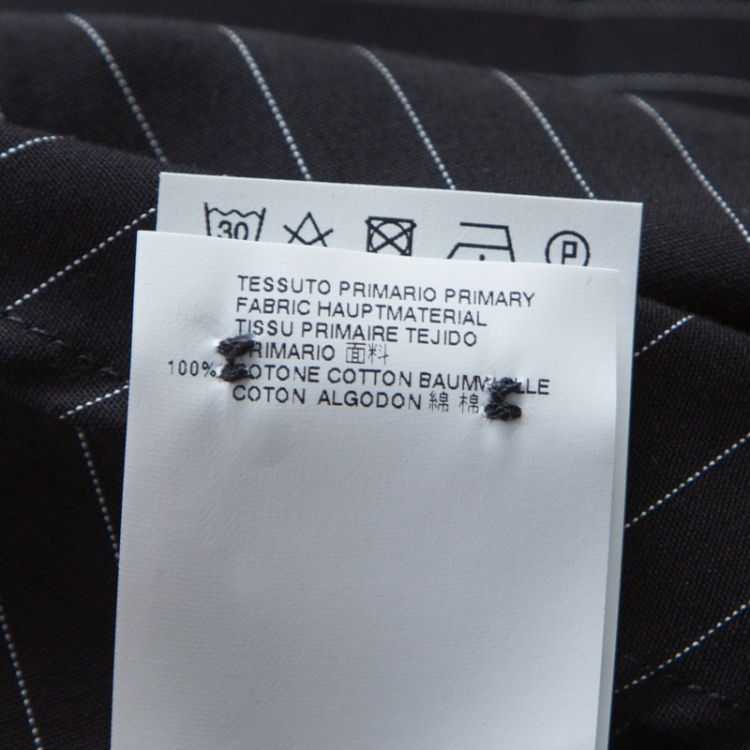 30
P
TESSUTO PRIMARIO PRIMARY
FABRIC HAUPTMATERIAL
TISSU PRIMAIRE TEJIDO
PRIMARIO 面料
100% COTONE COTTON BAUMWOLLE
COTON ALGODON 綿 棉